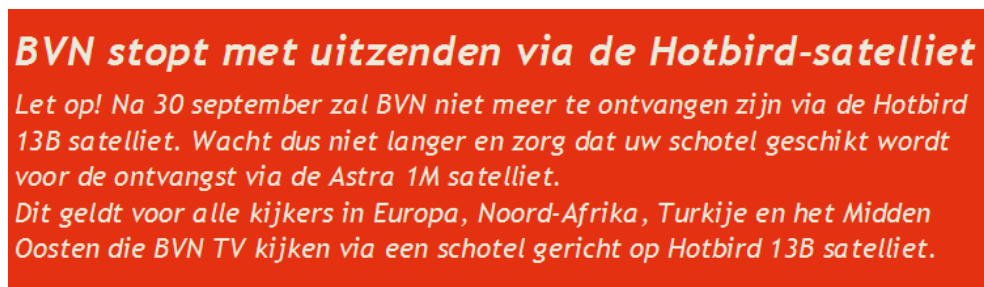 BVN stopt met uitzenden via de Hotbird-satelliet
Let op! Na 30 september zal BVN niet meer te ontvangen zijn via de Hotbird
13B satelliet. Wacht dus niet langer en zorg dat uw schotel geschikt wordt
voor de ontvangst via de Astra 1M satelliet.
Dit geldt voor alle kijkers in Europa, Noord-Afrika, Turkije en het Midden
Oosten die BVN TV kijken via een schotel gericht op Hotbird 13B satelliet.